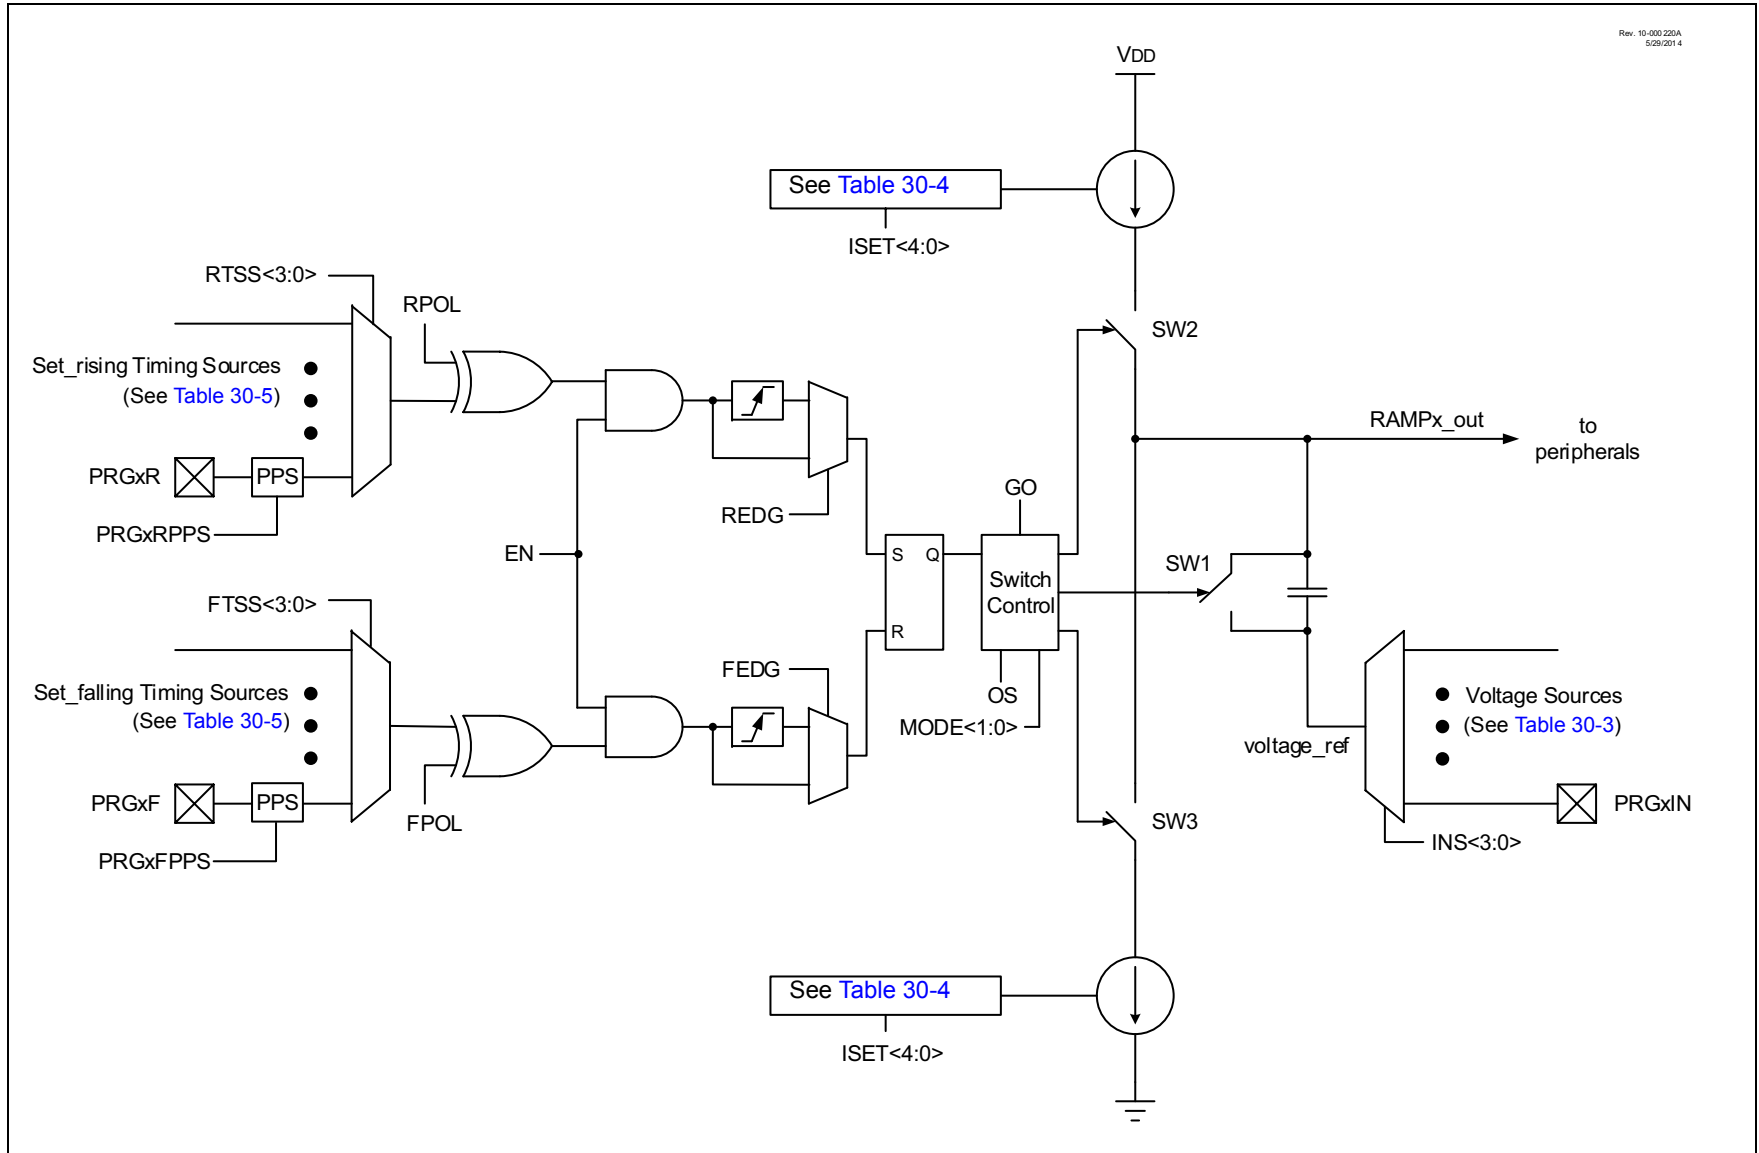 Rev. 10-000 220A
5/29/201 4
VDD
See Table 30-4
ISET<4:0>
RTSS<3:0>
RPOL
SW2
Set_rising Timing Sources
(See Table 30-5)
RAMPx_out
to
peripherals
PRGxR
PPS
REDG
GO
PRGxRPPS
EN
S
Q
SW1
Switch
Control
FTSS<3:0>
R
FEDG
OS
MODE<1:0>
Set_falling Timing Sources
(See Table 30-5)
Voltage Sources
(See Table 30-3)
voltage_ref
PRGxF
PPS
FPOL
SW3
PRGxIN
INS<3:0>
PRGxFPPS
See Table 30-4
ISET<4:0>